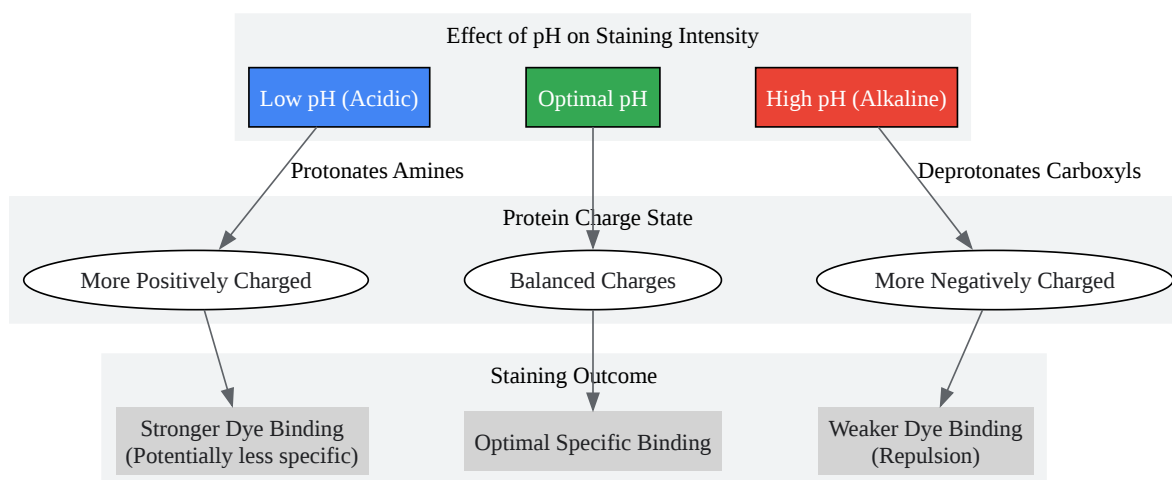 Effect of pH on Staining Intensity
Low pH (Acidic)
Optimal pH
High pH (Alkaline)
Protonates Amines
Deprotonates Carboxyls
Protein Charge State
More Positively Charged
Balanced Charges
More Negatively Charged
Staining Outcome
Stronger Dye Binding
(Potentially less specific)
Optimal Specific Binding
Weaker Dye Binding
(Repulsion)